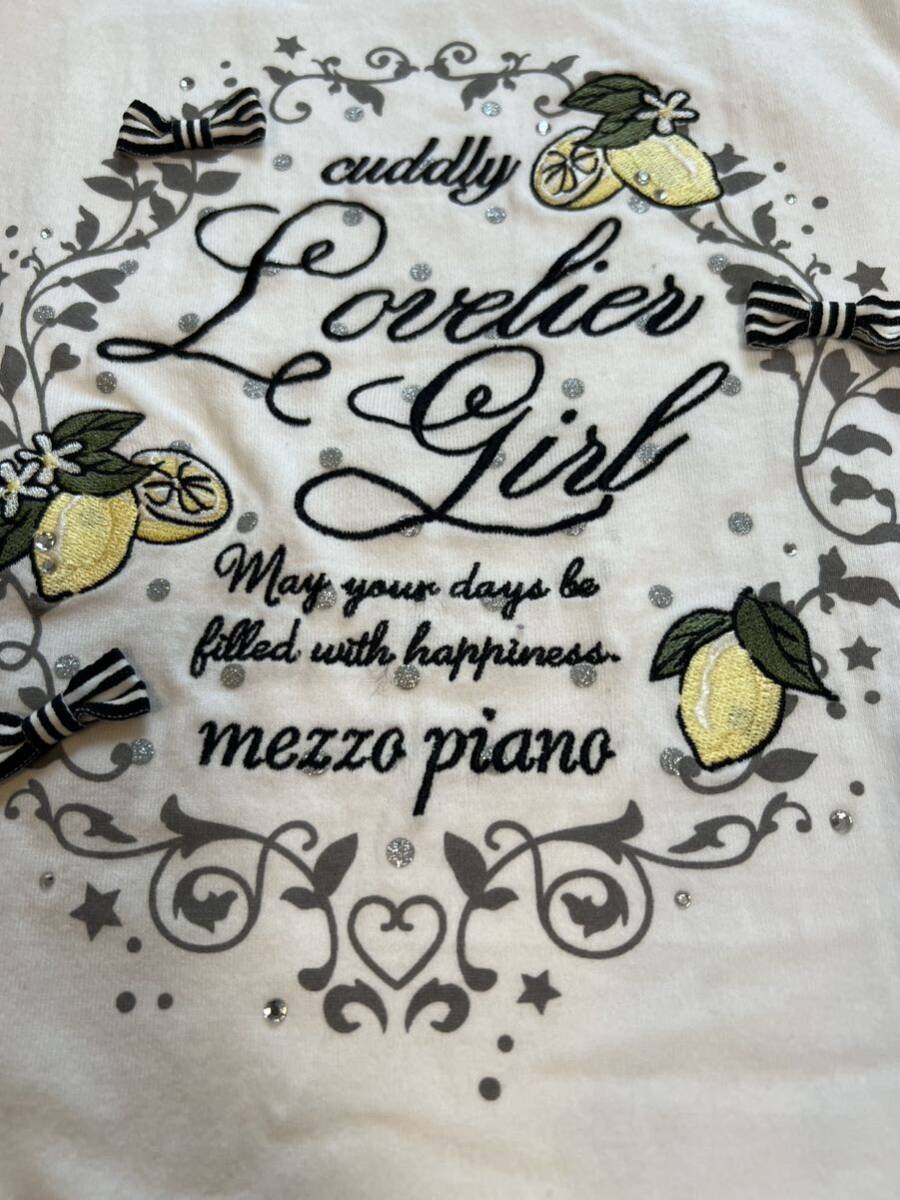 cuddly
Lovelier
Girl
May your days be
filled with happiness.
mezzo piano